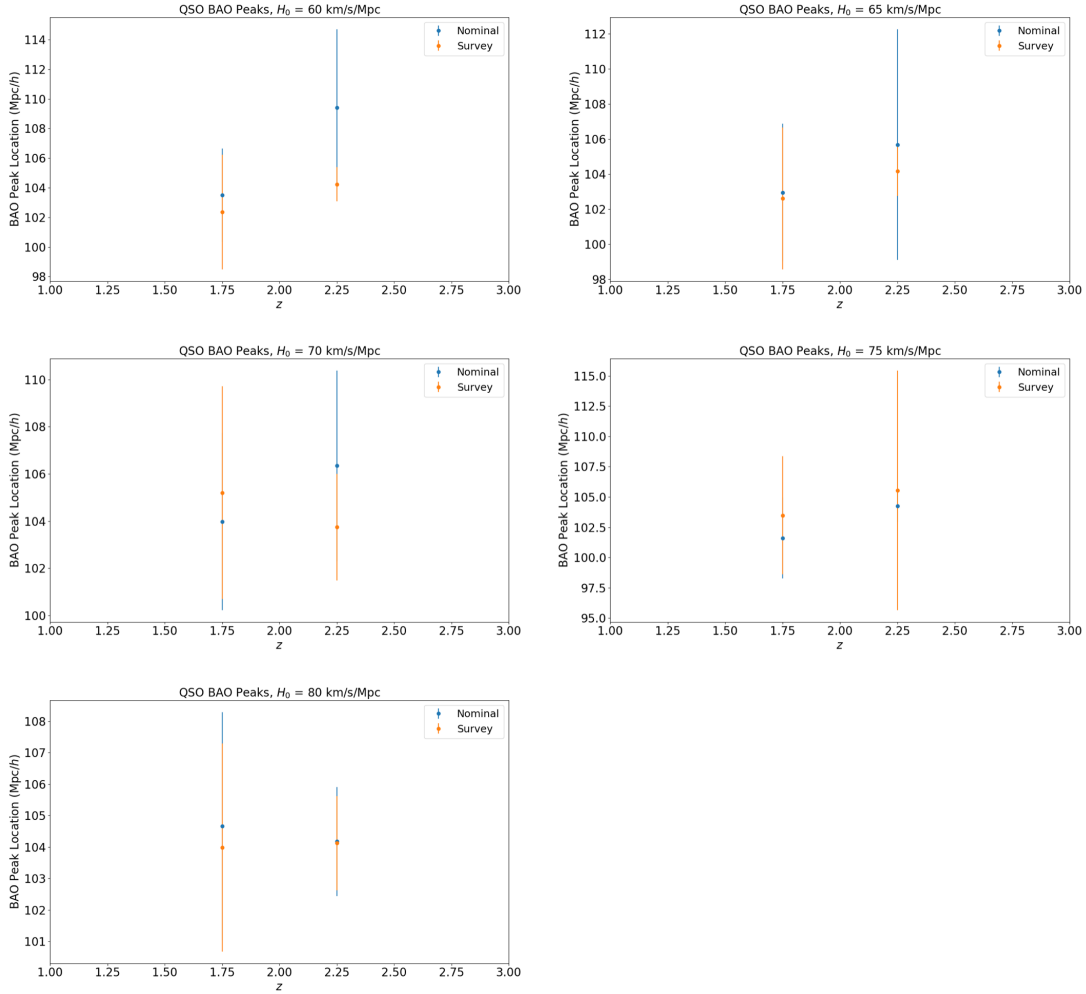 QSO BAO Peaks, H₀ = 60 km/s/Mpc
Nominal
Survey
BAO Peak Location (Mpc/h)
114
112
110
108
106
104
102
100
98
1.00 1.25 1.50 1.75 2.00 2.25 2.50 2.75 3.00
z
QSO BAO Peaks, H₀ = 65 km/s/Mpc
Nominal
Survey
BAO Peak Location (Mpc/h)
112
110
108
106
104
102
100
98
1.00 1.25 1.50 1.75 2.00 2.25 2.50 2.75 3.00
z
QSO BAO Peaks, H₀ = 70 km/s/Mpc
Nominal
Survey
BAO Peak Location (Mpc/h)
110
108
106
104
102
100
1.00 1.25 1.50 1.75 2.00 2.25 2.50 2.75 3.00
z
QSO BAO Peaks, H₀ = 75 km/s/Mpc
Nominal
Survey
BAO Peak Location (Mpc/h)
115.0
112.5
110.0
107.5
105.0
102.5
100.0
97.5
95.0
1.00 1.25 1.50 1.75 2.00 2.25 2.50 2.75 3.00
z
QSO BAO Peaks, H₀ = 80 km/s/Mpc
Nominal
Survey
BAO Peak Location (Mpc/h)
108
107
106
105
104
103
102
101
1.00 1.25 1.50 1.75 2.00 2.25 2.50 2.75 3.00
z